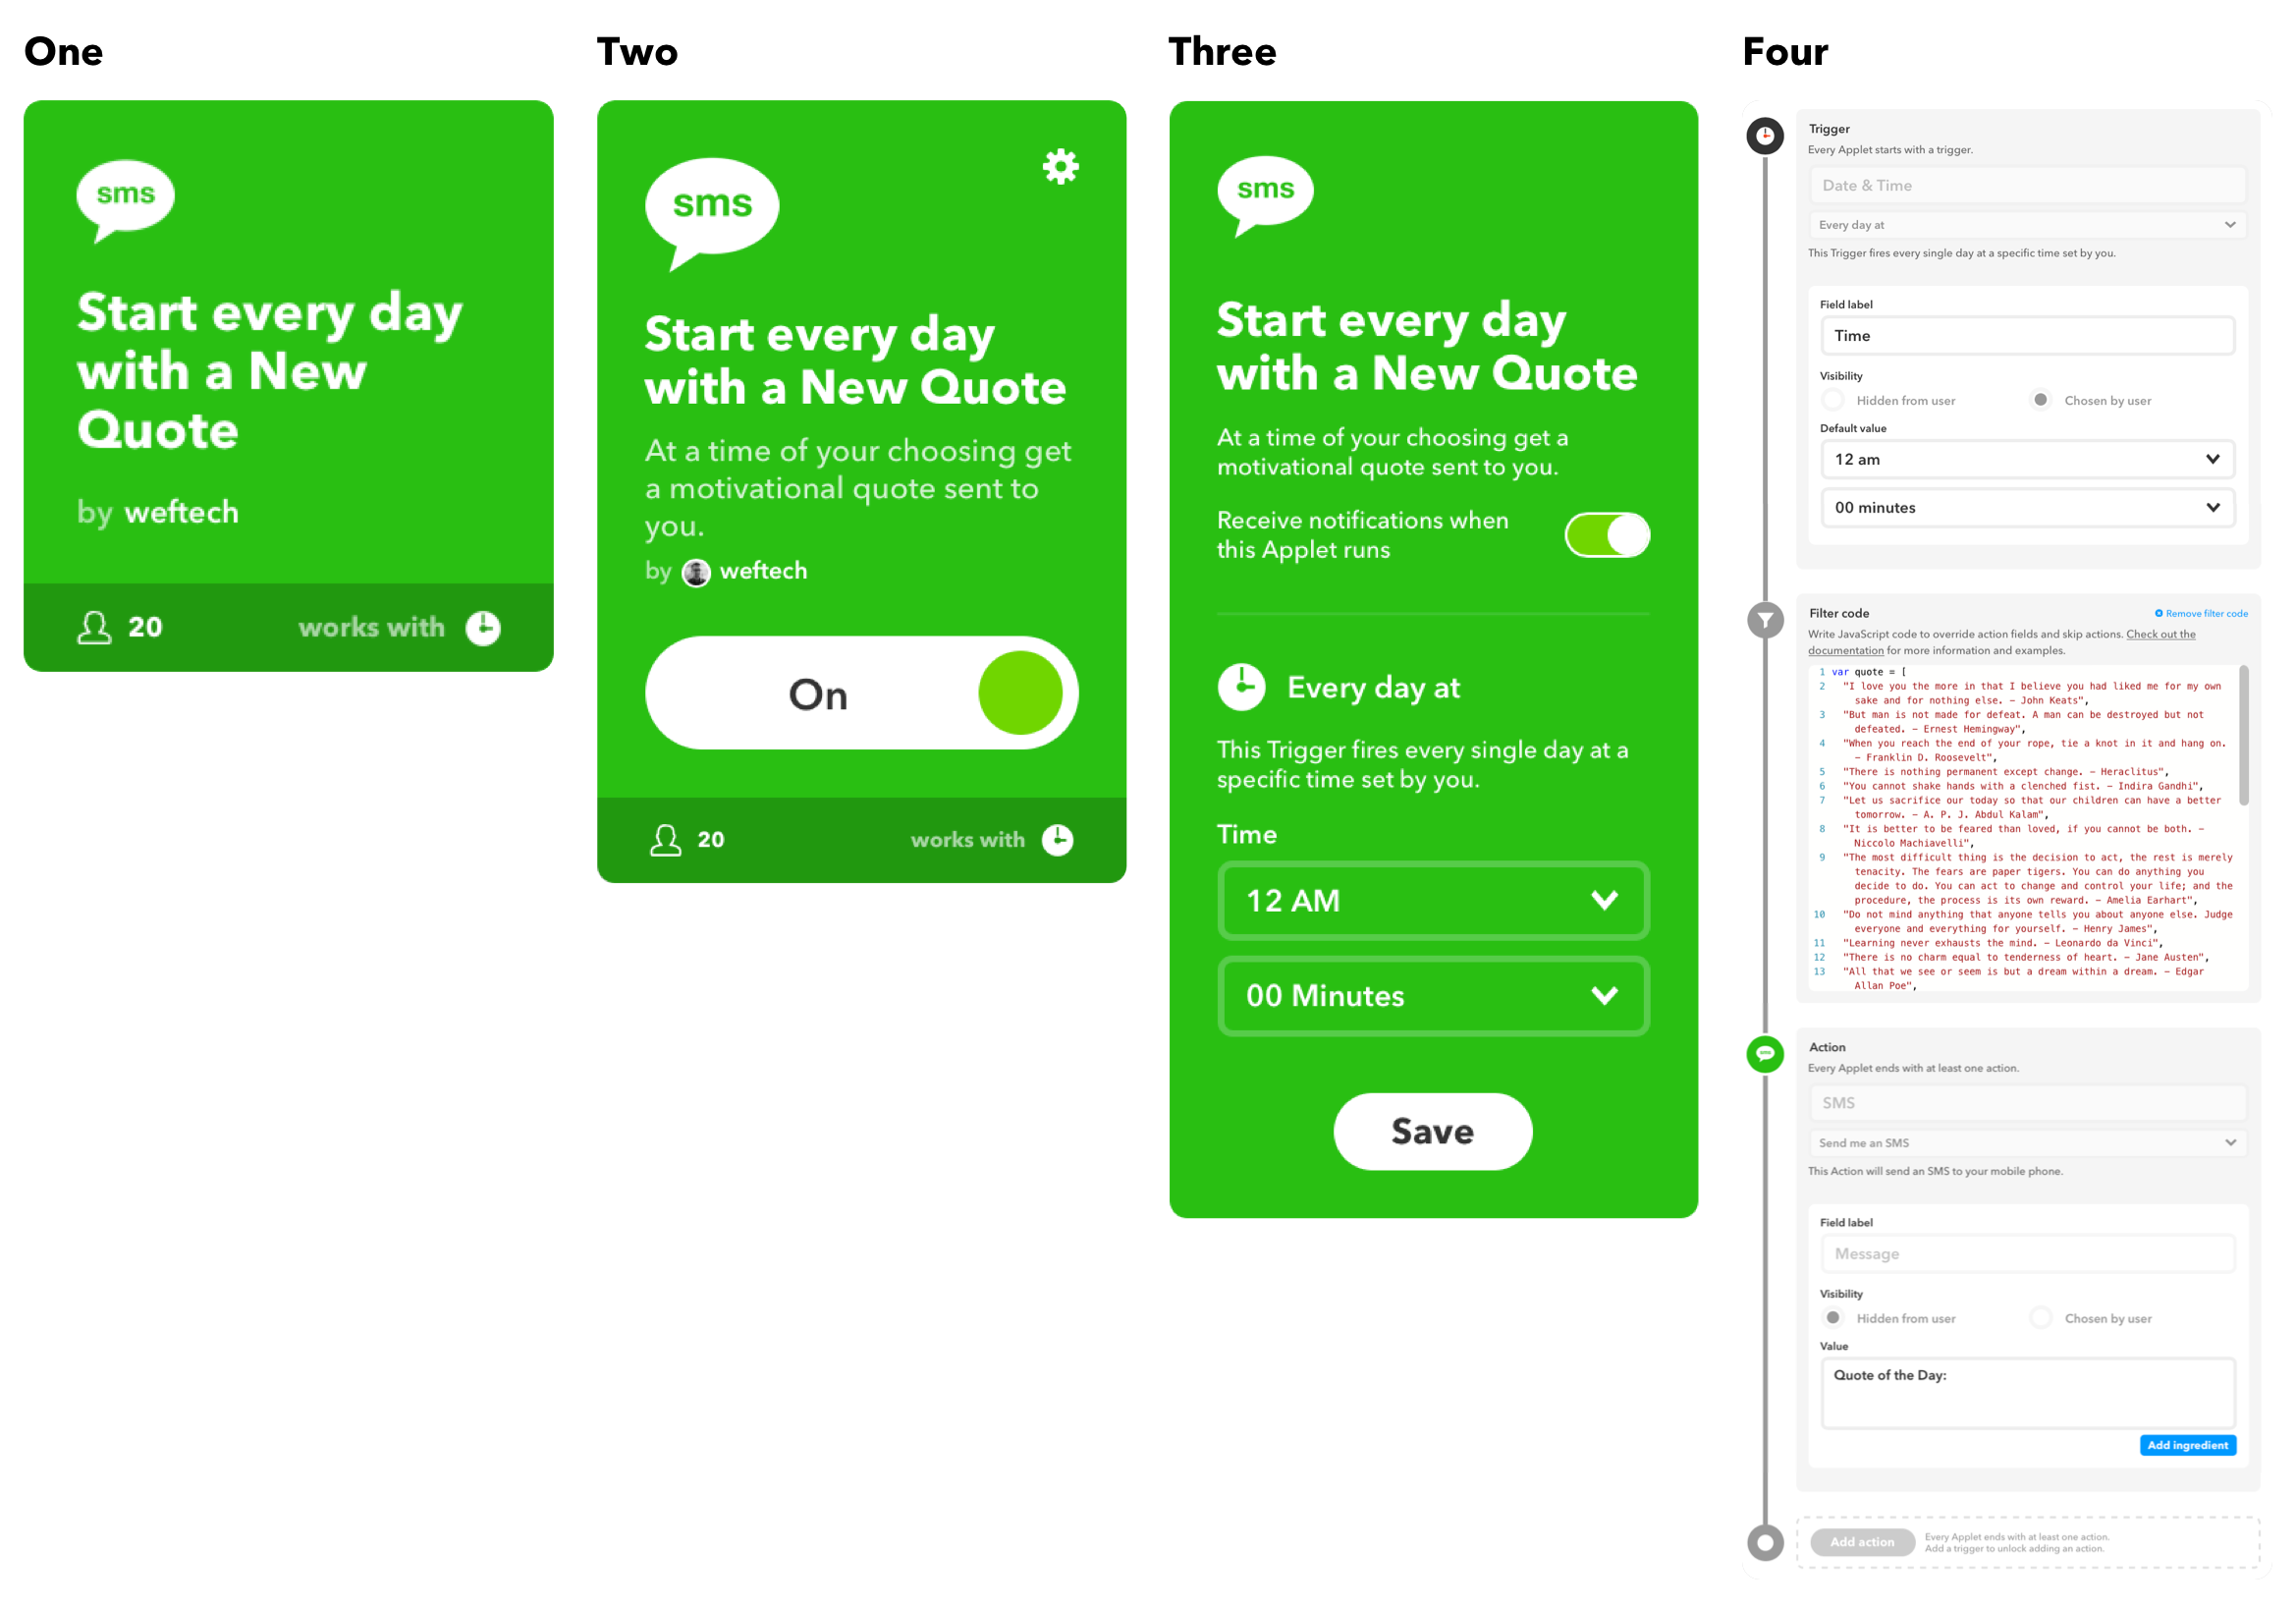 One
sms
Start every day
with a New
Quote
by weftech
20 works with
Two
sms
Start every day
with a New Quote
At a time of your choosing get
a motivational quote sent to
you.
by weftech
On
20 works with
Three
sms
Start every day
with a New Quote
At a time of your choosing get a
motivational quote sent to you.
Receive notifications when
this Applet runs
Every day at
This Trigger fires every single day at a
specific time set by you.
Time
12 AM
00 Minutes
Save
Four
Trigger
Every Applet starts with a trigger.
Date & Time
Every day at
This Trigger fires every single day at a specific time set by you.
Field label
Time
Visibility
Hidden from user Chosen by user
Default value
12 am
00 minutes
Filter code Remove filter code
Write JavaScript code to override action fields and skip actions. Check out the
documentation for more information and examples.
1 var quote = [
2 "I love you the more in that I believe you had liked me for my own
sake and for nothing else. – John Keats",
3 "But man is not made for defeat. A man can be destroyed but not
defeated. – Ernest Hemingway",
4 "When you reach the end of your rope, tie a knot in it and hang on.
– Franklin D. Roosevelt",
5 "There is nothing permanent except change. – Heraclitus",
6 "You cannot shake hands with a clenched fist. – Indira Gandhi",
7 "Let us sacrifice our today so that our children can have a better
tomorrow. – A. P. J. Abdul Kalam",
8 "It is better to be feared than loved, if you cannot be both. –
Niccolo Machiavelli",
9 "The most difficult thing is the decision to act, the rest is merely
tenacity. The fears are paper tigers. You can do anything you
decide to do. You can act to change and control your life; and the
procedure, the process is its own reward. – Amelia Earhart",
10 "Do not mind anything that anyone tells you about anyone else. Judge
everyone and everything for yourself. – Henry James",
11 "Learning never exhausts the mind. – Leonardo da Vinci",
12 "There is no charm equal to tenderness of heart. – Jane Austen",
13 "All that we see or seem is but a dream within a dream. – Edgar
Allan Poe",
sms
Action
Every Applet ends with at least one action.
SMS
Send me an SMS
This Action will send an SMS to your mobile phone.
Field label
Message
Visibility
Hidden from user Chosen by user
Value
Quote of the Day:
Add ingredient
Add action
Every Applet ends with at least one action.
Add a trigger to unlock adding an action.